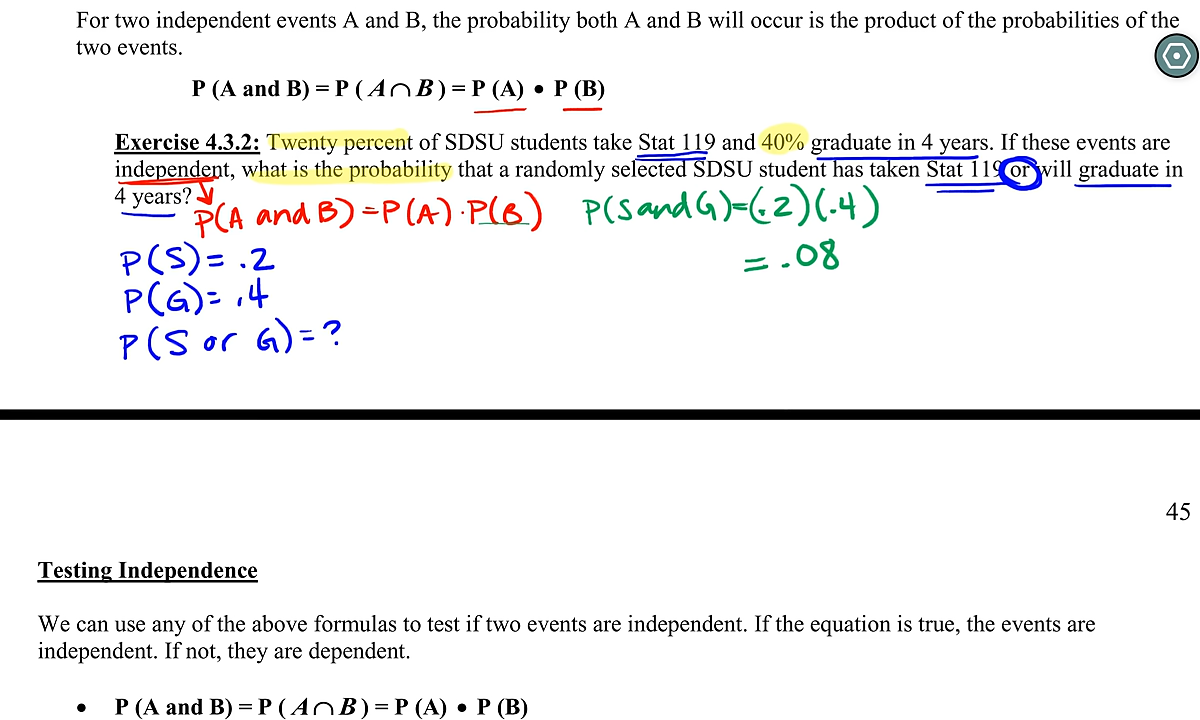 For two independent events A and B, the probability both A and B will occur is the product of the probabilities of the
two events.
P (A and B) = P ( A∩B ) = P (A) • P (B)
Exercise 4.3.2: Twenty percent of SDSU students take Stat 119 and 40% graduate in 4 years. If these events are
independent, what is the probability that a randomly selected SDSU student has taken Stat 119 or will graduate in
4 years?
P(A and B) = P(A) · P(B) P(S and G) = (.2)(.4)
P(S) = .2 = .08
P(G) = .4
P(S or G) = ?
45
Testing Independence
We can use any of the above formulas to test if two events are independent. If the equation is true, the events are
independent. If not, they are dependent.
• P (A and B) = P ( A∩B ) = P (A) • P (B)